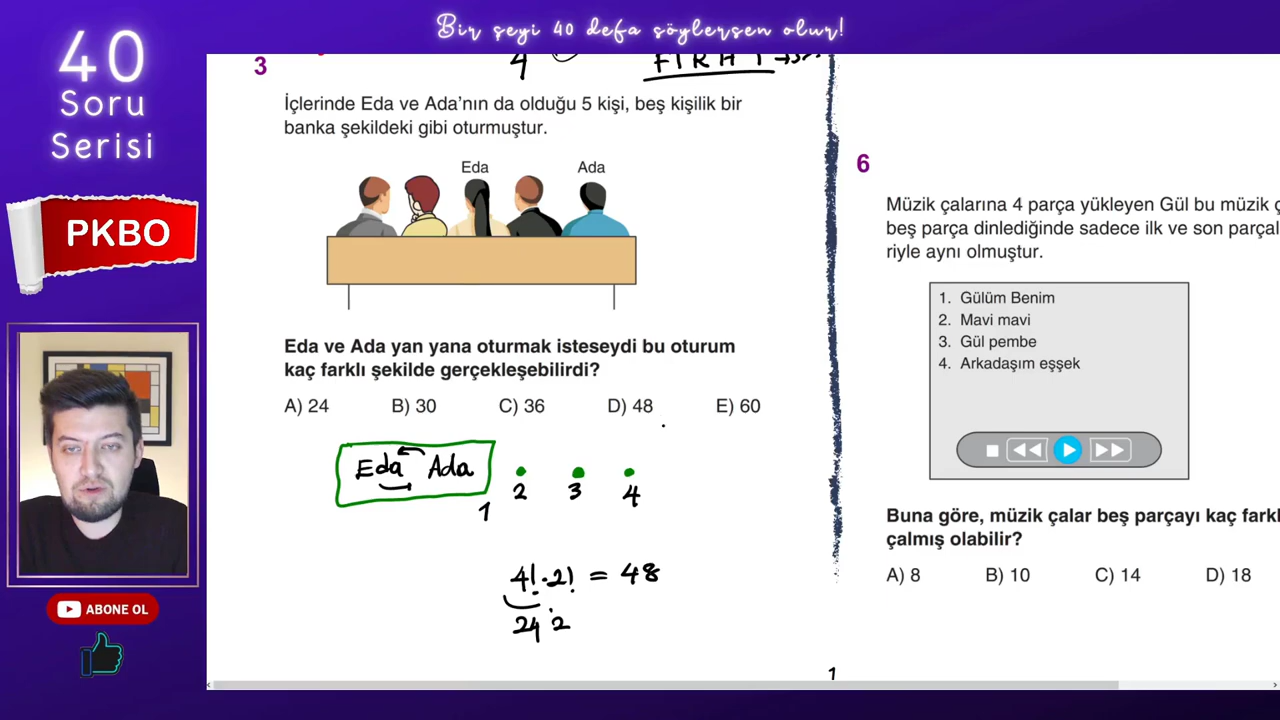 Bir şeyi 40 defa söylersen olur!
40
Soru
Serisi
PKBO
ABONE OL
4
FIRAT
3
İçlerinde Eda ve Ada'nın da olduğu 5 kişi, beş kişilik bir
banka şekildeki gibi oturmuştur.
Eda Ada
Eda ve Ada yan yana oturmak isteseydi bu oturum
kaç farklı şekilde gerçekleşebilirdi?
A) 24 B) 30 C) 36 D) 48 E) 60
Eda Ada
1 2 3 4
4! . 2! = 48
24 . 2
6
Müzik çalarına 4 parça yükleyen Gül bu müzik
beş parça dinlediğinde sadece ilk ve son parçal
riyle aynı olmuştur.
1. Gülüm Benim
2. Mavi mavi
3. Gül pembe
4. Arkadaşım eşşek
Buna göre, müzik çalar beş parçayı kaç farkl
çalmış olabilir?
A) 8 B) 10 C) 14 D) 18
1